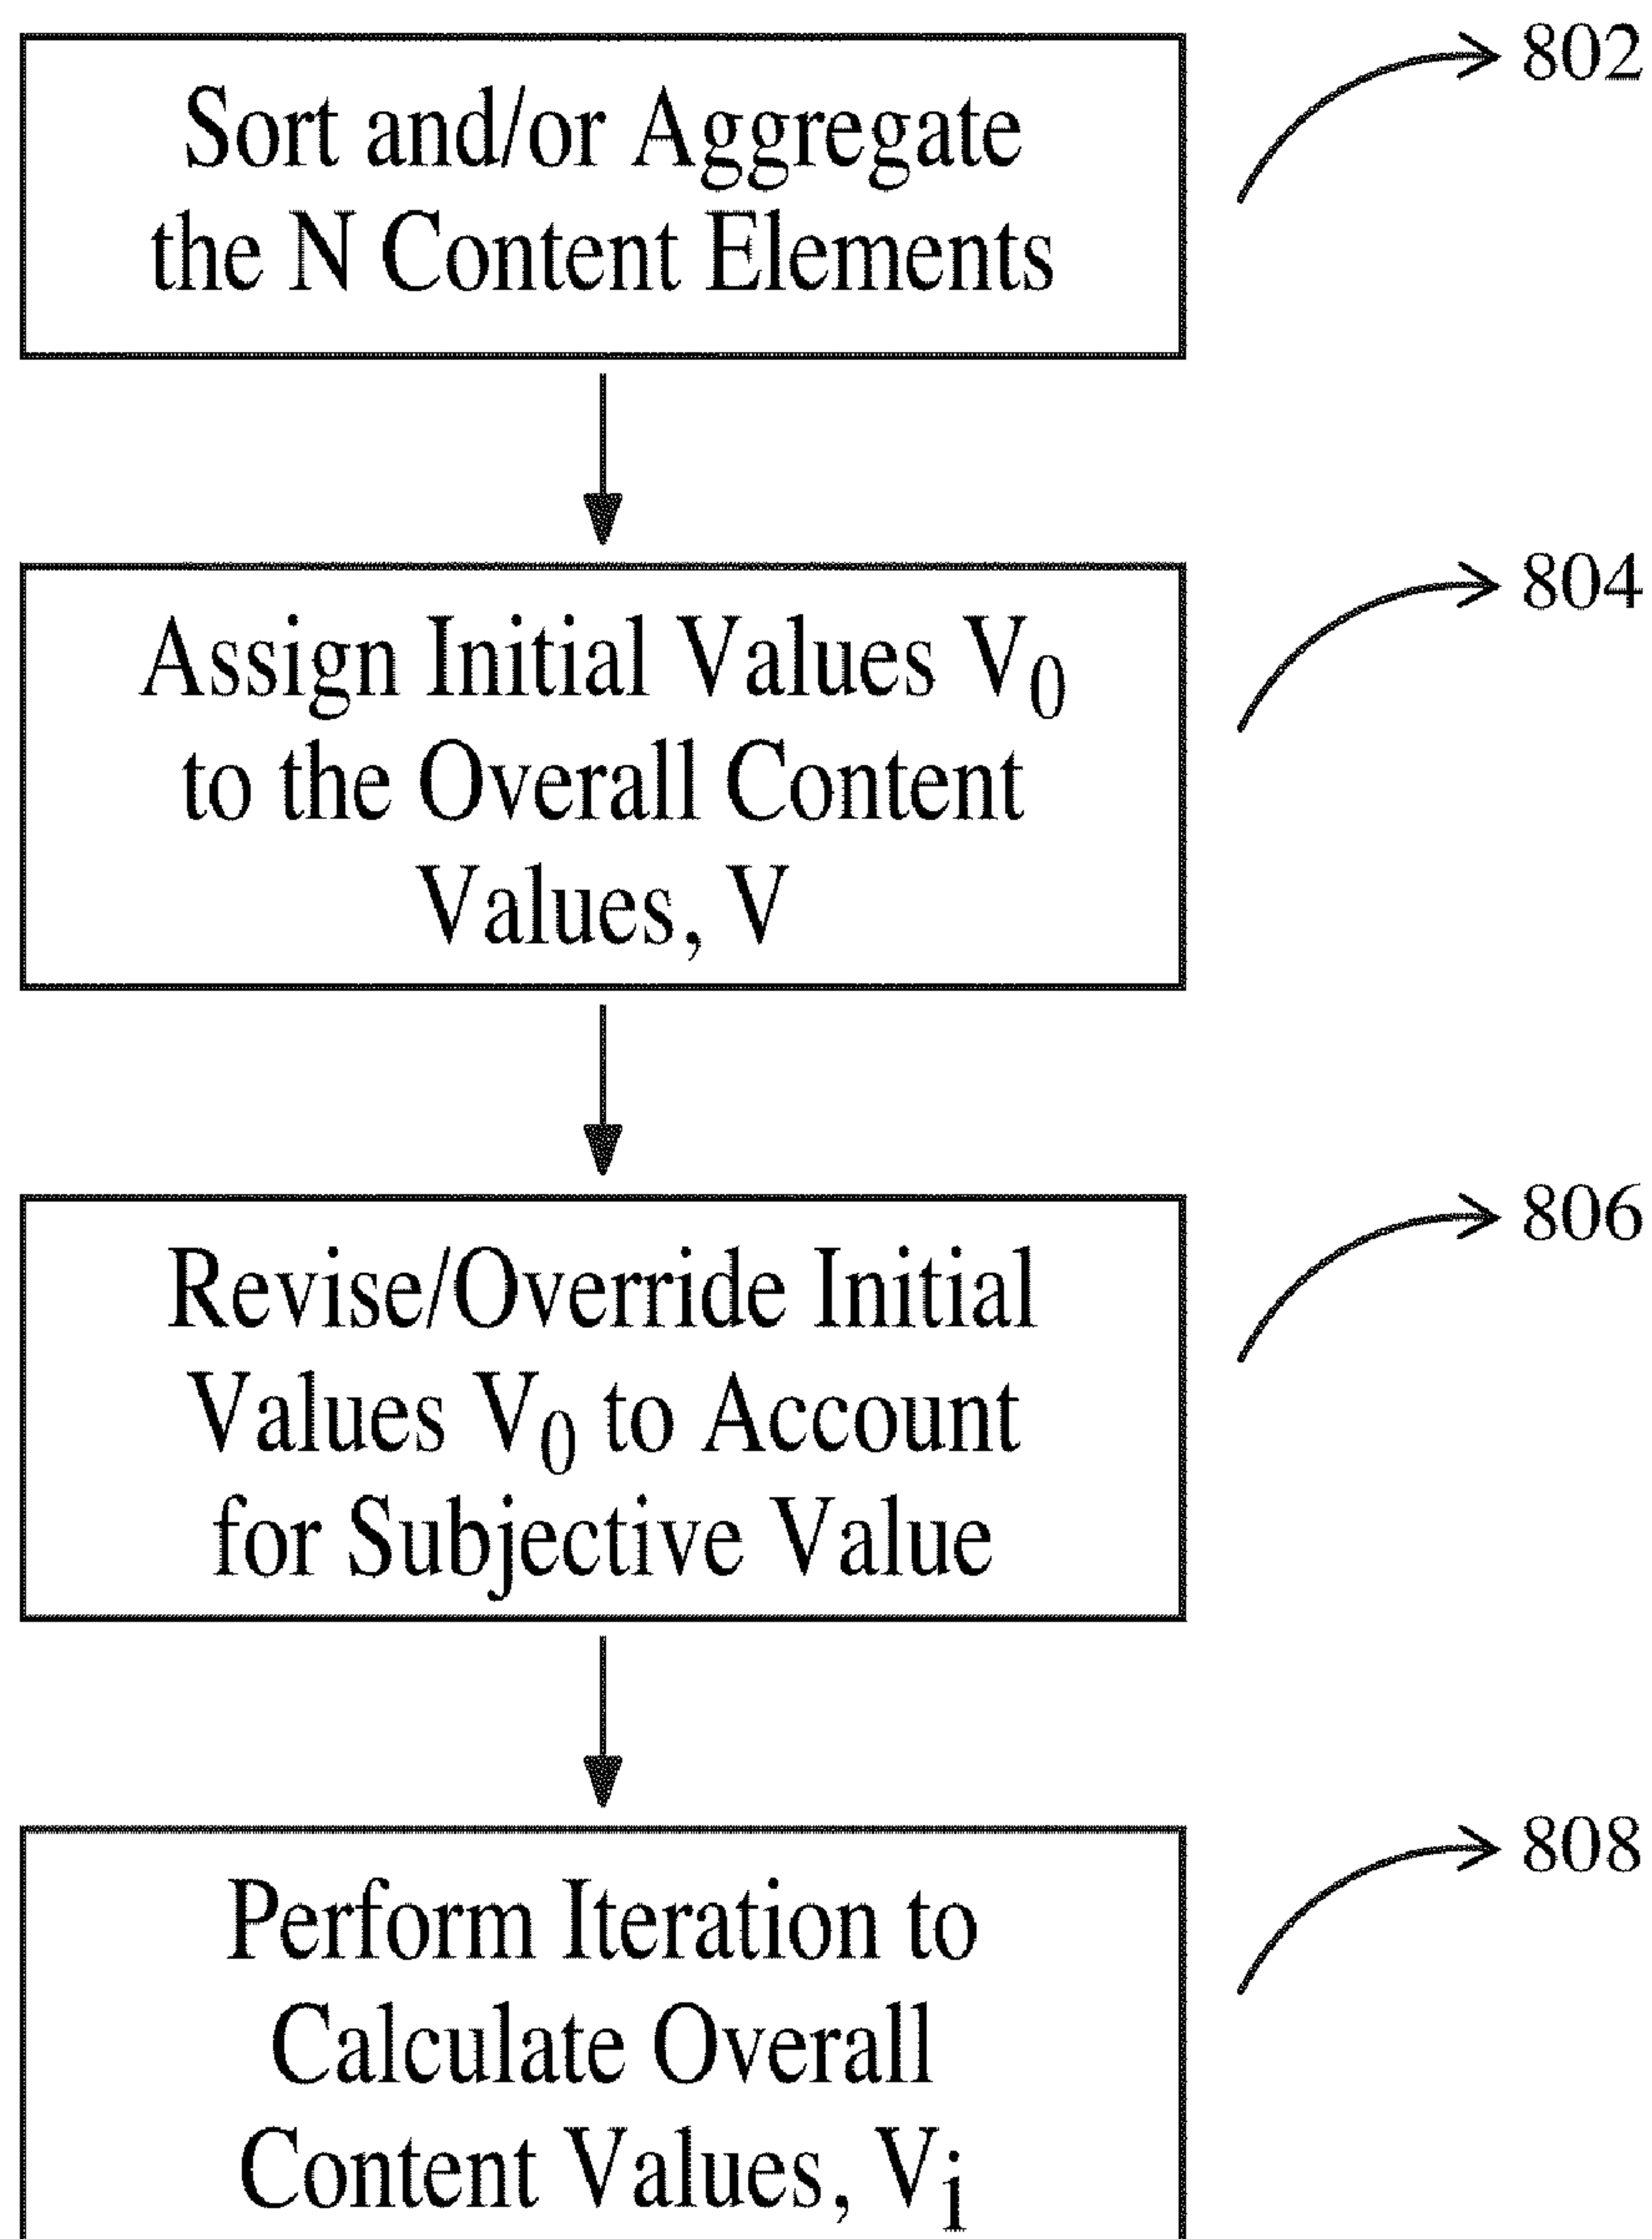 802
Sort and/or Aggregate
the N Content Elements
804
Assign Initial Values V₀
to the Overall Content
Values, V
806
Revise/Override Initial
Values V₀ to Account
for Subjective Value
808
Perform Iteration to
Calculate Overall
Content Values, Vᵢ